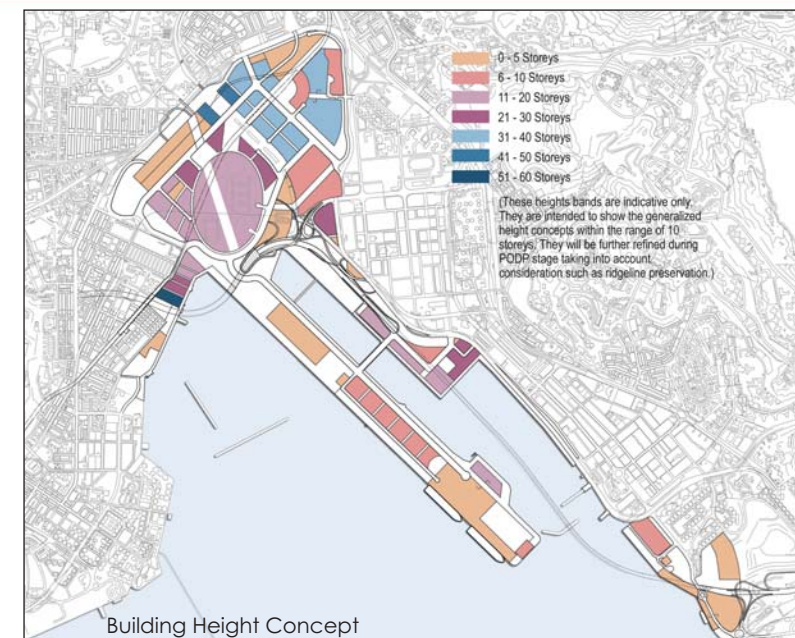 0 - 5 Storeys
6 - 10 Storeys
11 - 20 Storeys
21 - 30 Storeys
31 - 40 Storeys
41 - 50 Storeys
51 - 60 Storeys
(These heights bands are indicative only.
They are intended to show the generalized
height concepts within the range of 10
storeys. They will be further refined during
PODP stage taking into account
consideration such as ridgeline preservation.)
Building Height Concept